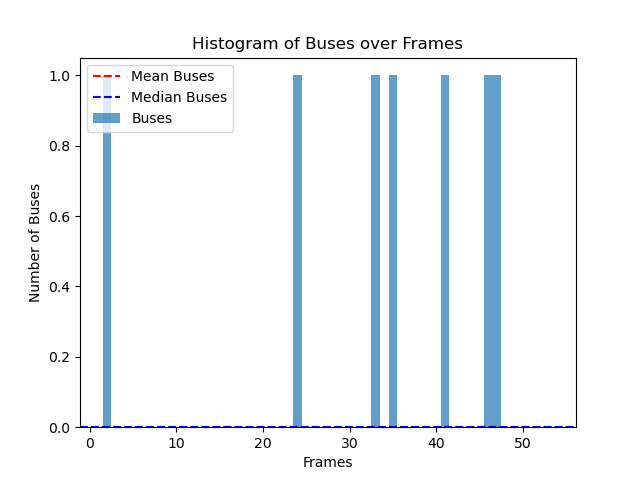 Histogram of Buses over Frames
Mean Buses
Median Buses
Buses
Number of Buses
1.0
0.8
0.6
0.4
0.2
0.0
0 10 20 30 40 50
Frames